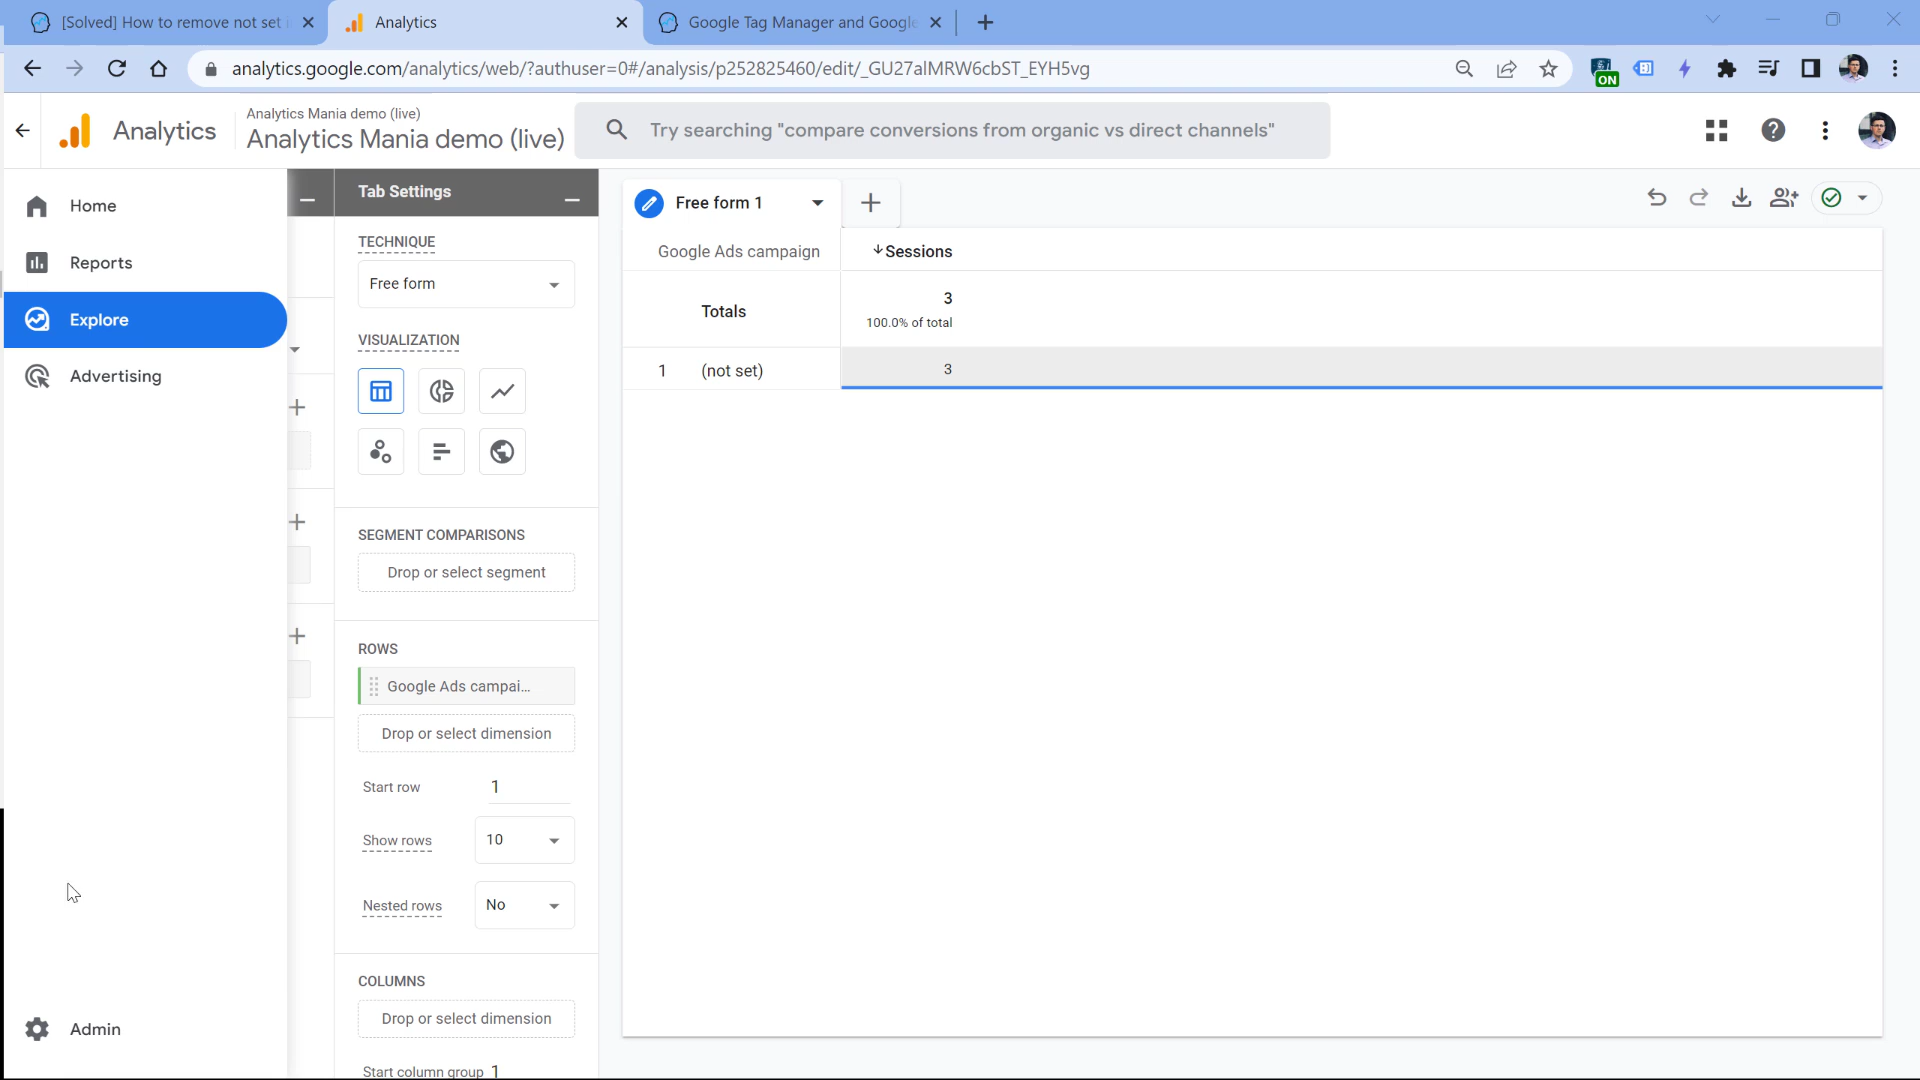 [Solved] How to remove not set i
Analytics
Google Tag Manager and Google
analytics.google.com/analytics/web/?authuser=0#/analysis/p252825460/edit/_GU27alMRW6cbST_EYH5vg
ON
Analytics
Analytics Mania demo (live)
Analytics Mania demo (live)
Try searching "compare conversions from organic vs direct channels"
Home
Reports
Explore
Advertising
Admin
Tab Settings
TECHNIQUE
Free form
VISUALIZATION
SEGMENT COMPARISONS
Drop or select segment
ROWS
Google Ads campai...
Drop or select dimension
Start row 1
Show rows 10
Nested rows No
COLUMNS
Drop or select dimension
Start column group 1
Free form 1
Google Ads campaign Sessions
Totals 3
100.0% of total
1 (not set) 3